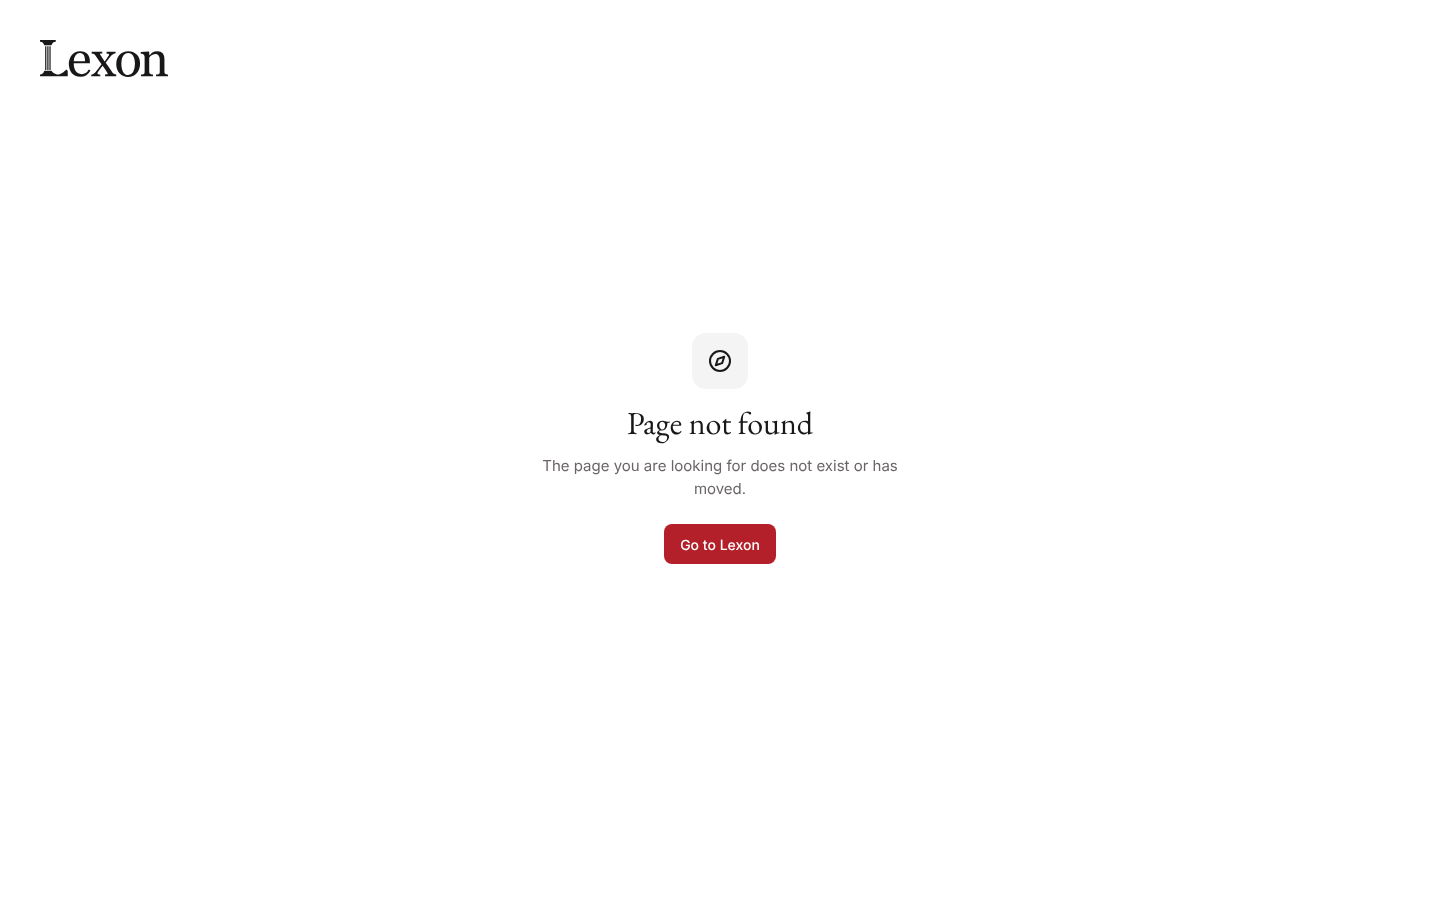 Lexon
Page not found
The page you are looking for does not exist or has
moved.
Go to Lexon